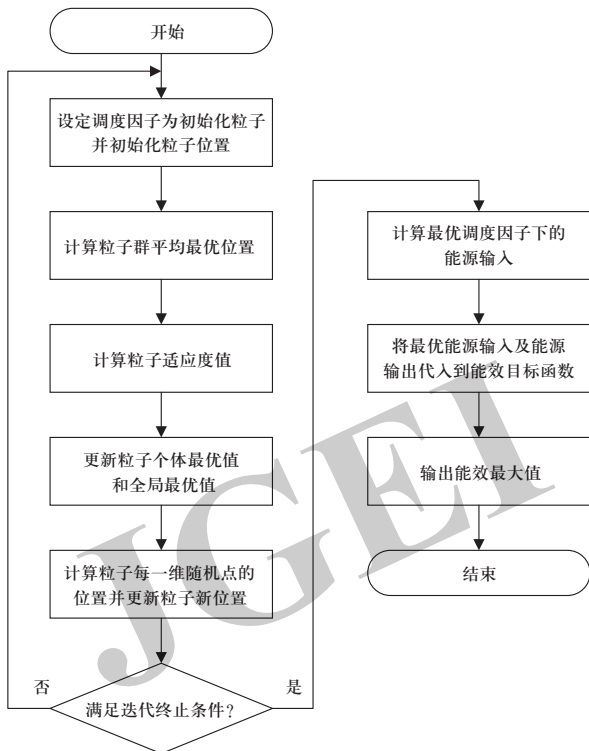 开始
设定调度因子为初始化粒子
并初始化粒子位置
计算粒子群平均最优位置
计算粒子适应度值
更新粒子个体最优值
和全局最优值
计算粒子每一维随机点的
位置并更新粒子新位置
否
满足迭代终止条件?
是
计算最优调度因子下的
能源输入
将最优能源输入及能源
输出代入到能效目标函数
输出能效最大值
结束
JGEI